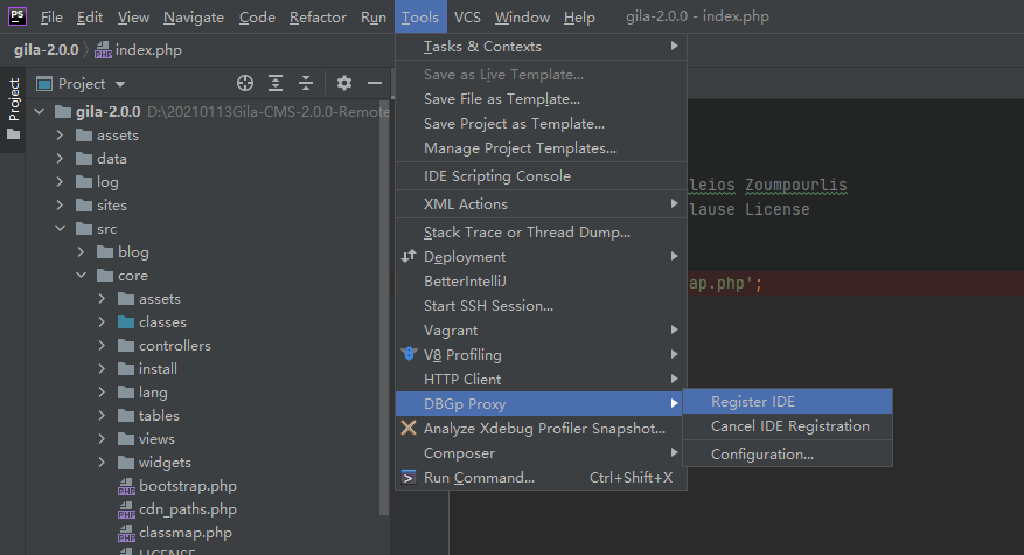 PS File Edit View Navigate Code Refactor Run Tools VCS Window Help gila-2.0.0 - index.php
gila-2.0.0 index.php
Project
Project
gila-2.0.0 D:\20210113Gila-CMS-2.0.0-Remote
assets
data
log
sites
src
blog
core
assets
classes
controllers
install
lang
tables
views
widgets
bootstrap.php
cdn_paths.php
classmap.php
LICENSE
Tasks & Contexts
Save as Live Template...
Save File as Template...
Save Project as Template...
Manage Project Templates...
IDE Scripting Console
XML Actions
Stack Trace or Thread Dump...
Deployment
BetterIntelliJ
Start SSH Session...
Vagrant
V8 Profiling
HTTP Client
DBGp Proxy
Analyze Xdebug Profiler Snapshot...
Composer
Run Command... Ctrl+Shift+X
Register IDE
Cancel IDE Registration
Configuration...
leios Zoumpourlis
lause License
ap.php';